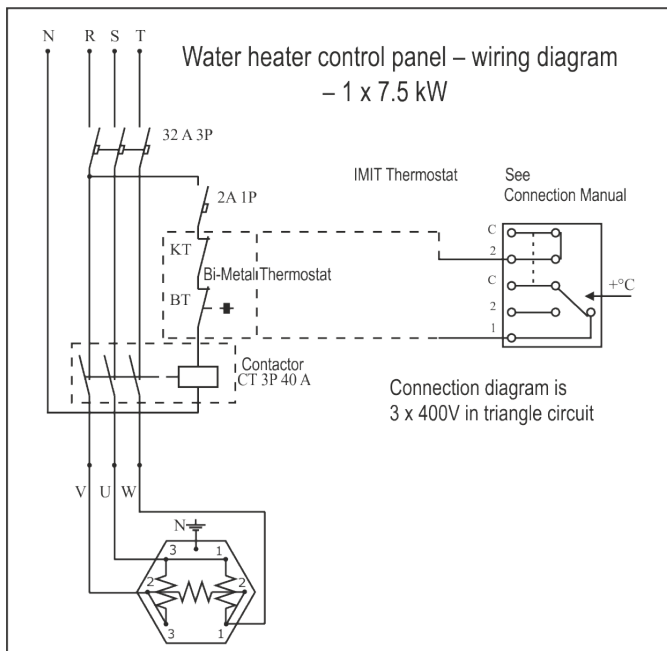 N R S T
Water heater control panel – wiring diagram
– 1 x 7.5 kW
32 A 3P
IMIT Thermostat
See
Connection Manual
2A 1P
C
2
C
2
1
+°C
KT
Bi-Metal Thermostat
BT
Contactor
CT 3P 40 A
Connection diagram is
3 x 400V in triangle circuit
V U W
N
3 1
2 2
3 1